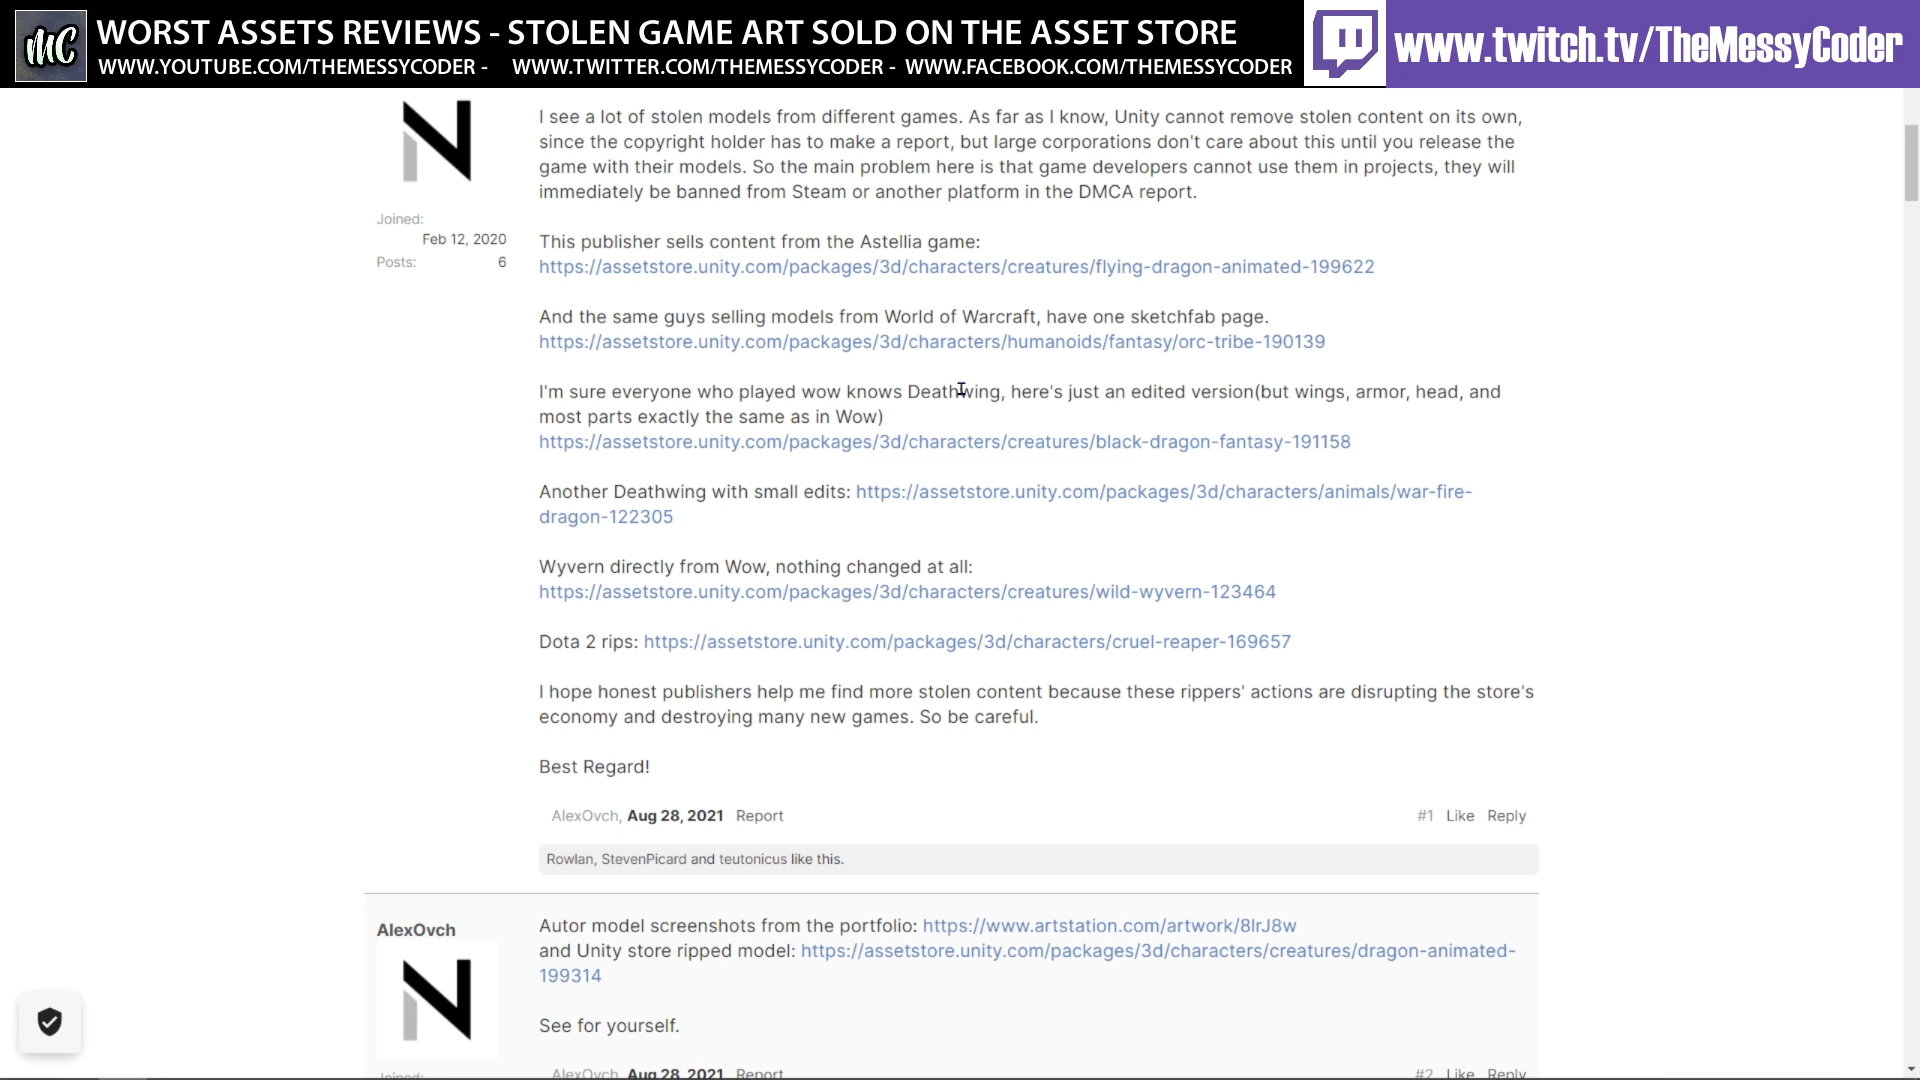 MC
WORST ASSETS REVIEWS - STOLEN GAME ART SOLD ON THE ASSET STORE
WWW.YOUTUBE.COM/THEMESSYCODER - WWW.TWITTER.COM/THEMESSYCODER - WWW.FACEBOOK.COM/THEMESSYCODER
www.twitch.tv/TheMessyCoder
I see a lot of stolen models from different games. As far as I know, Unity cannot remove stolen content on its own,
since the copyright holder has to make a report, but large corporations don't care about this until you release the
game with their models. So the main problem here is that game developers cannot use them in projects, they will
immediately be banned from Steam or another platform in the DMCA report.
Joined:
Feb 12, 2020
Posts: 6
This publisher sells content from the Astellia game:
https://assetstore.unity.com/packages/3d/characters/creatures/flying-dragon-animated-199622
And the same guys selling models from World of Warcraft, have one sketchfab page.
https://assetstore.unity.com/packages/3d/characters/humanoids/fantasy/orc-tribe-190139
I'm sure everyone who played wow knows Deathwing, here's just an edited version(but wings, armor, head, and
most parts exactly the same as in Wow)
https://assetstore.unity.com/packages/3d/characters/creatures/black-dragon-fantasy-191158
Another Deathwing with small edits: https://assetstore.unity.com/packages/3d/characters/animals/war-fire-
dragon-122305
Wyvern directly from Wow, nothing changed at all:
https://assetstore.unity.com/packages/3d/characters/creatures/wild-wyvern-123464
Dota 2 rips: https://assetstore.unity.com/packages/3d/characters/cruel-reaper-169657
I hope honest publishers help me find more stolen content because these rippers' actions are disrupting the store's
economy and destroying many new games. So be careful.
Best Regard!
AlexOvch, Aug 28, 2021 Report #1 Like Reply
Rowlan, StevenPicard and teutonicus like this.
AlexOvch
Autor model screenshots from the portfolio: https://www.artstation.com/artwork/8lrJ8w
and Unity store ripped model: https://assetstore.unity.com/packages/3d/characters/creatures/dragon-animated-
199314
See for yourself.
Joined:
AlexOvch, Aug 28, 2021 Report #2 Like Reply